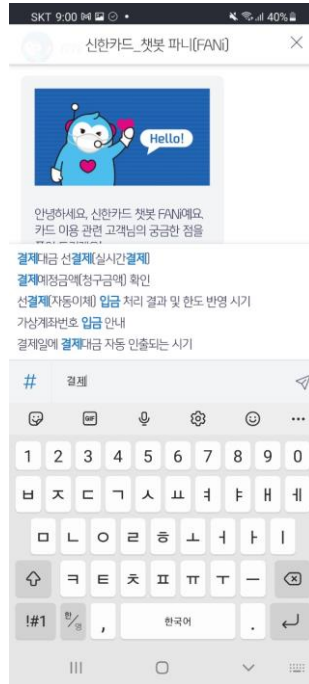 SKT 9:00 40%
신한카드_챗봇 파니(FANi)
Hello!
안녕하세요, 신한카드 챗봇 FANi예요.
카드 이용 관련 고객님의 궁금한 점을
결제대금 선결제(실시간결제)
결제예정금액(청구금액) 확인
선결제(자동이체) 입금 처리 결과 및 한도 반영 시기
가상계좌번호 입금 안내
결제일에 결제대금 자동 인출되는 시기
# 결제
GIF
1 2 3 4 5 6 7 8 9 0
ㅂ ㅈ ㄷ ㄱ ㅅ ㅛ ㅕ ㅑ ㅐ ㅔ
ㅁ ㄴ ㅇ ㄹ ㅎ ㅗ ㅓ ㅏ ㅣ
ㅋ ㅌ ㅊ ㅍ ㅠ ㅜ ㅡ
!#1 한/영 , 한국어 .